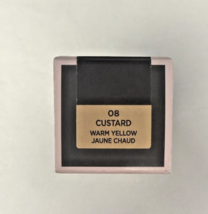 08
CUSTARD
WARM YELLOW
JAUNE CHAUD